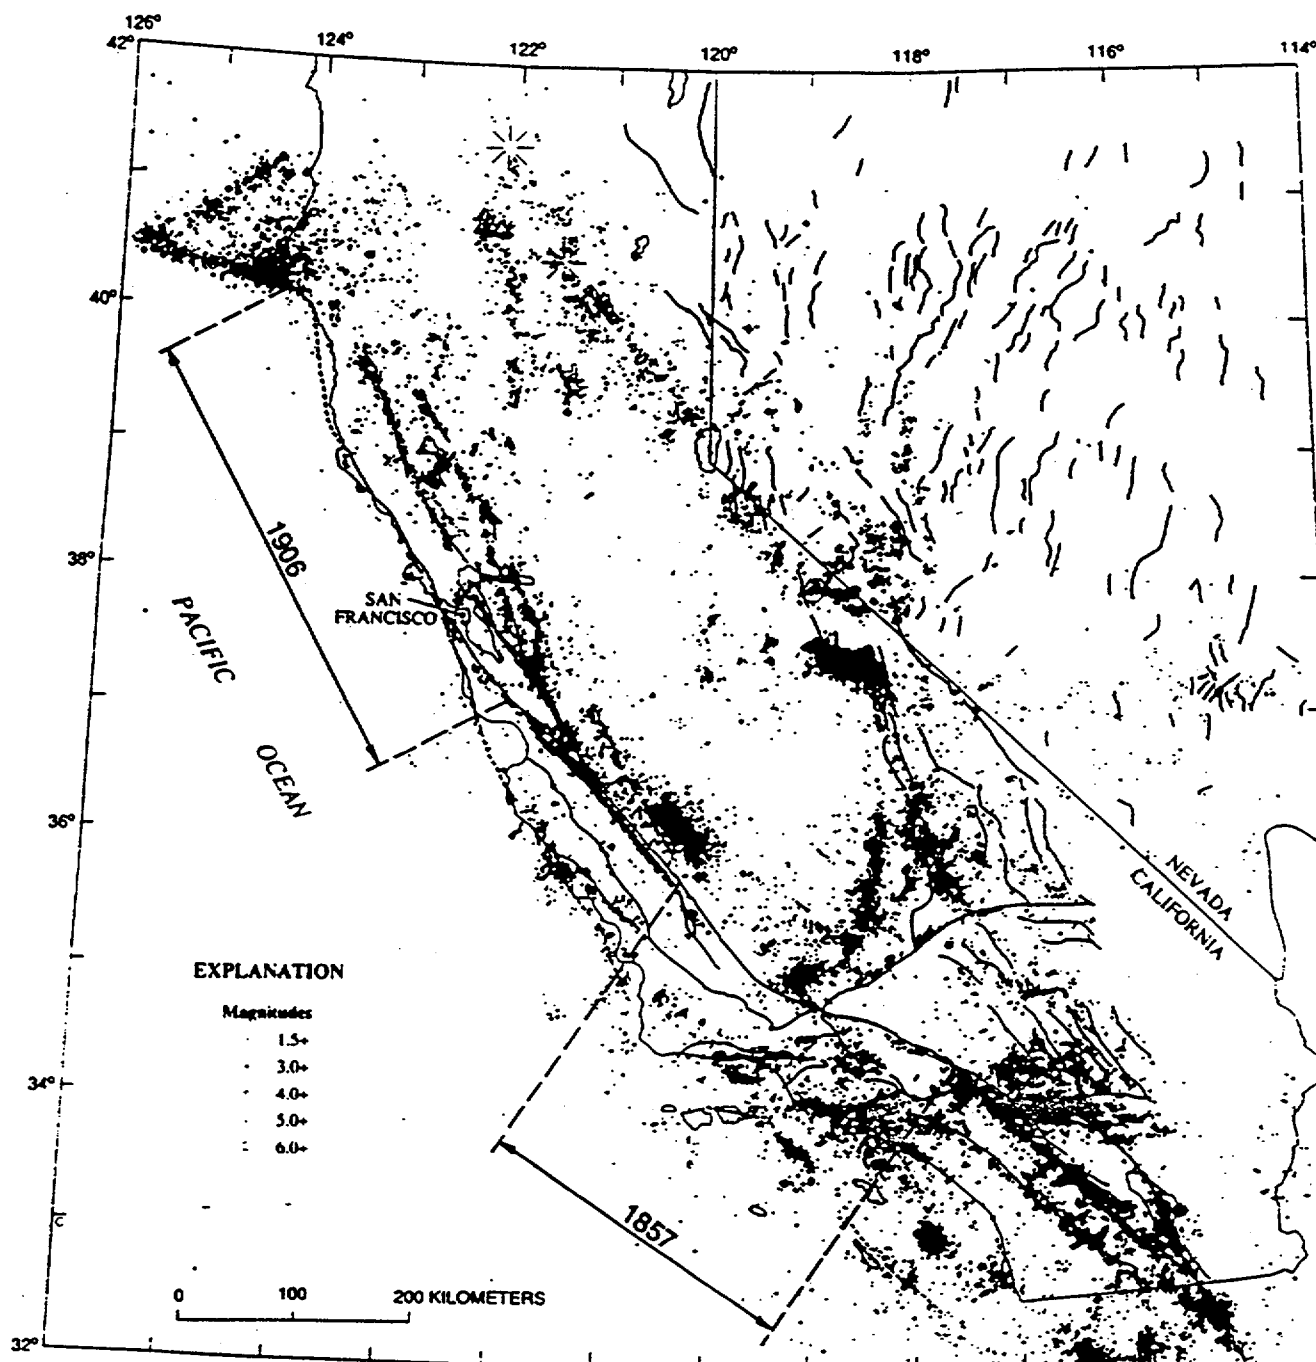 126°
42°
124°
122°
120°
118°
116°
114°
40°
1906
38°
SAN
FRANCISCO
PACIFIC
OCEAN
36°
NEVADA
CALIFORNIA
EXPLANATION
Magnitudes
1.5+
3.0+
4.0+
5.0+
6.0+
34°
1857
0 100 200 KILOMETERS
32°